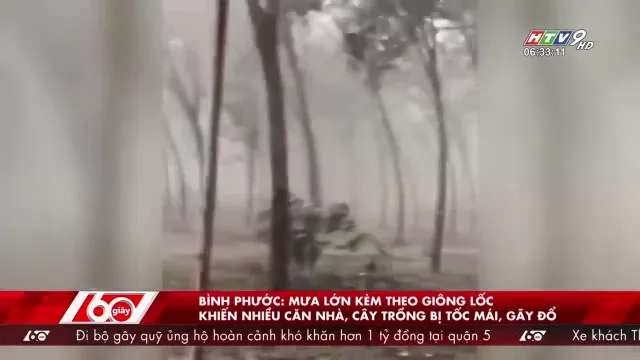 HTV9 HD
06:33:11
60 giây
BÌNH PHƯỚC: MƯA LỚN KÈM THEO GIÔNG LỐC
KHIẾN NHIỀU CĂN NHÀ, CÂY TRỒNG BỊ TỐC MÁI, GÃY ĐỔ
60 Đi bộ gây quỹ ủng hộ hoàn cảnh khó khăn hơn 1 tỷ đồng tại quận 5 60 Xe khách T